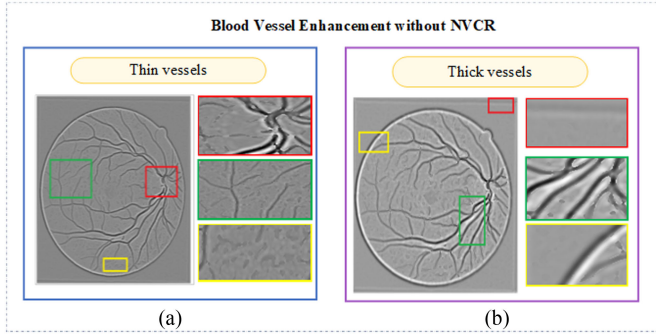 Blood Vessel Enhancement without NVCR
Thin vessels
Thick vessels
(a)
(b)